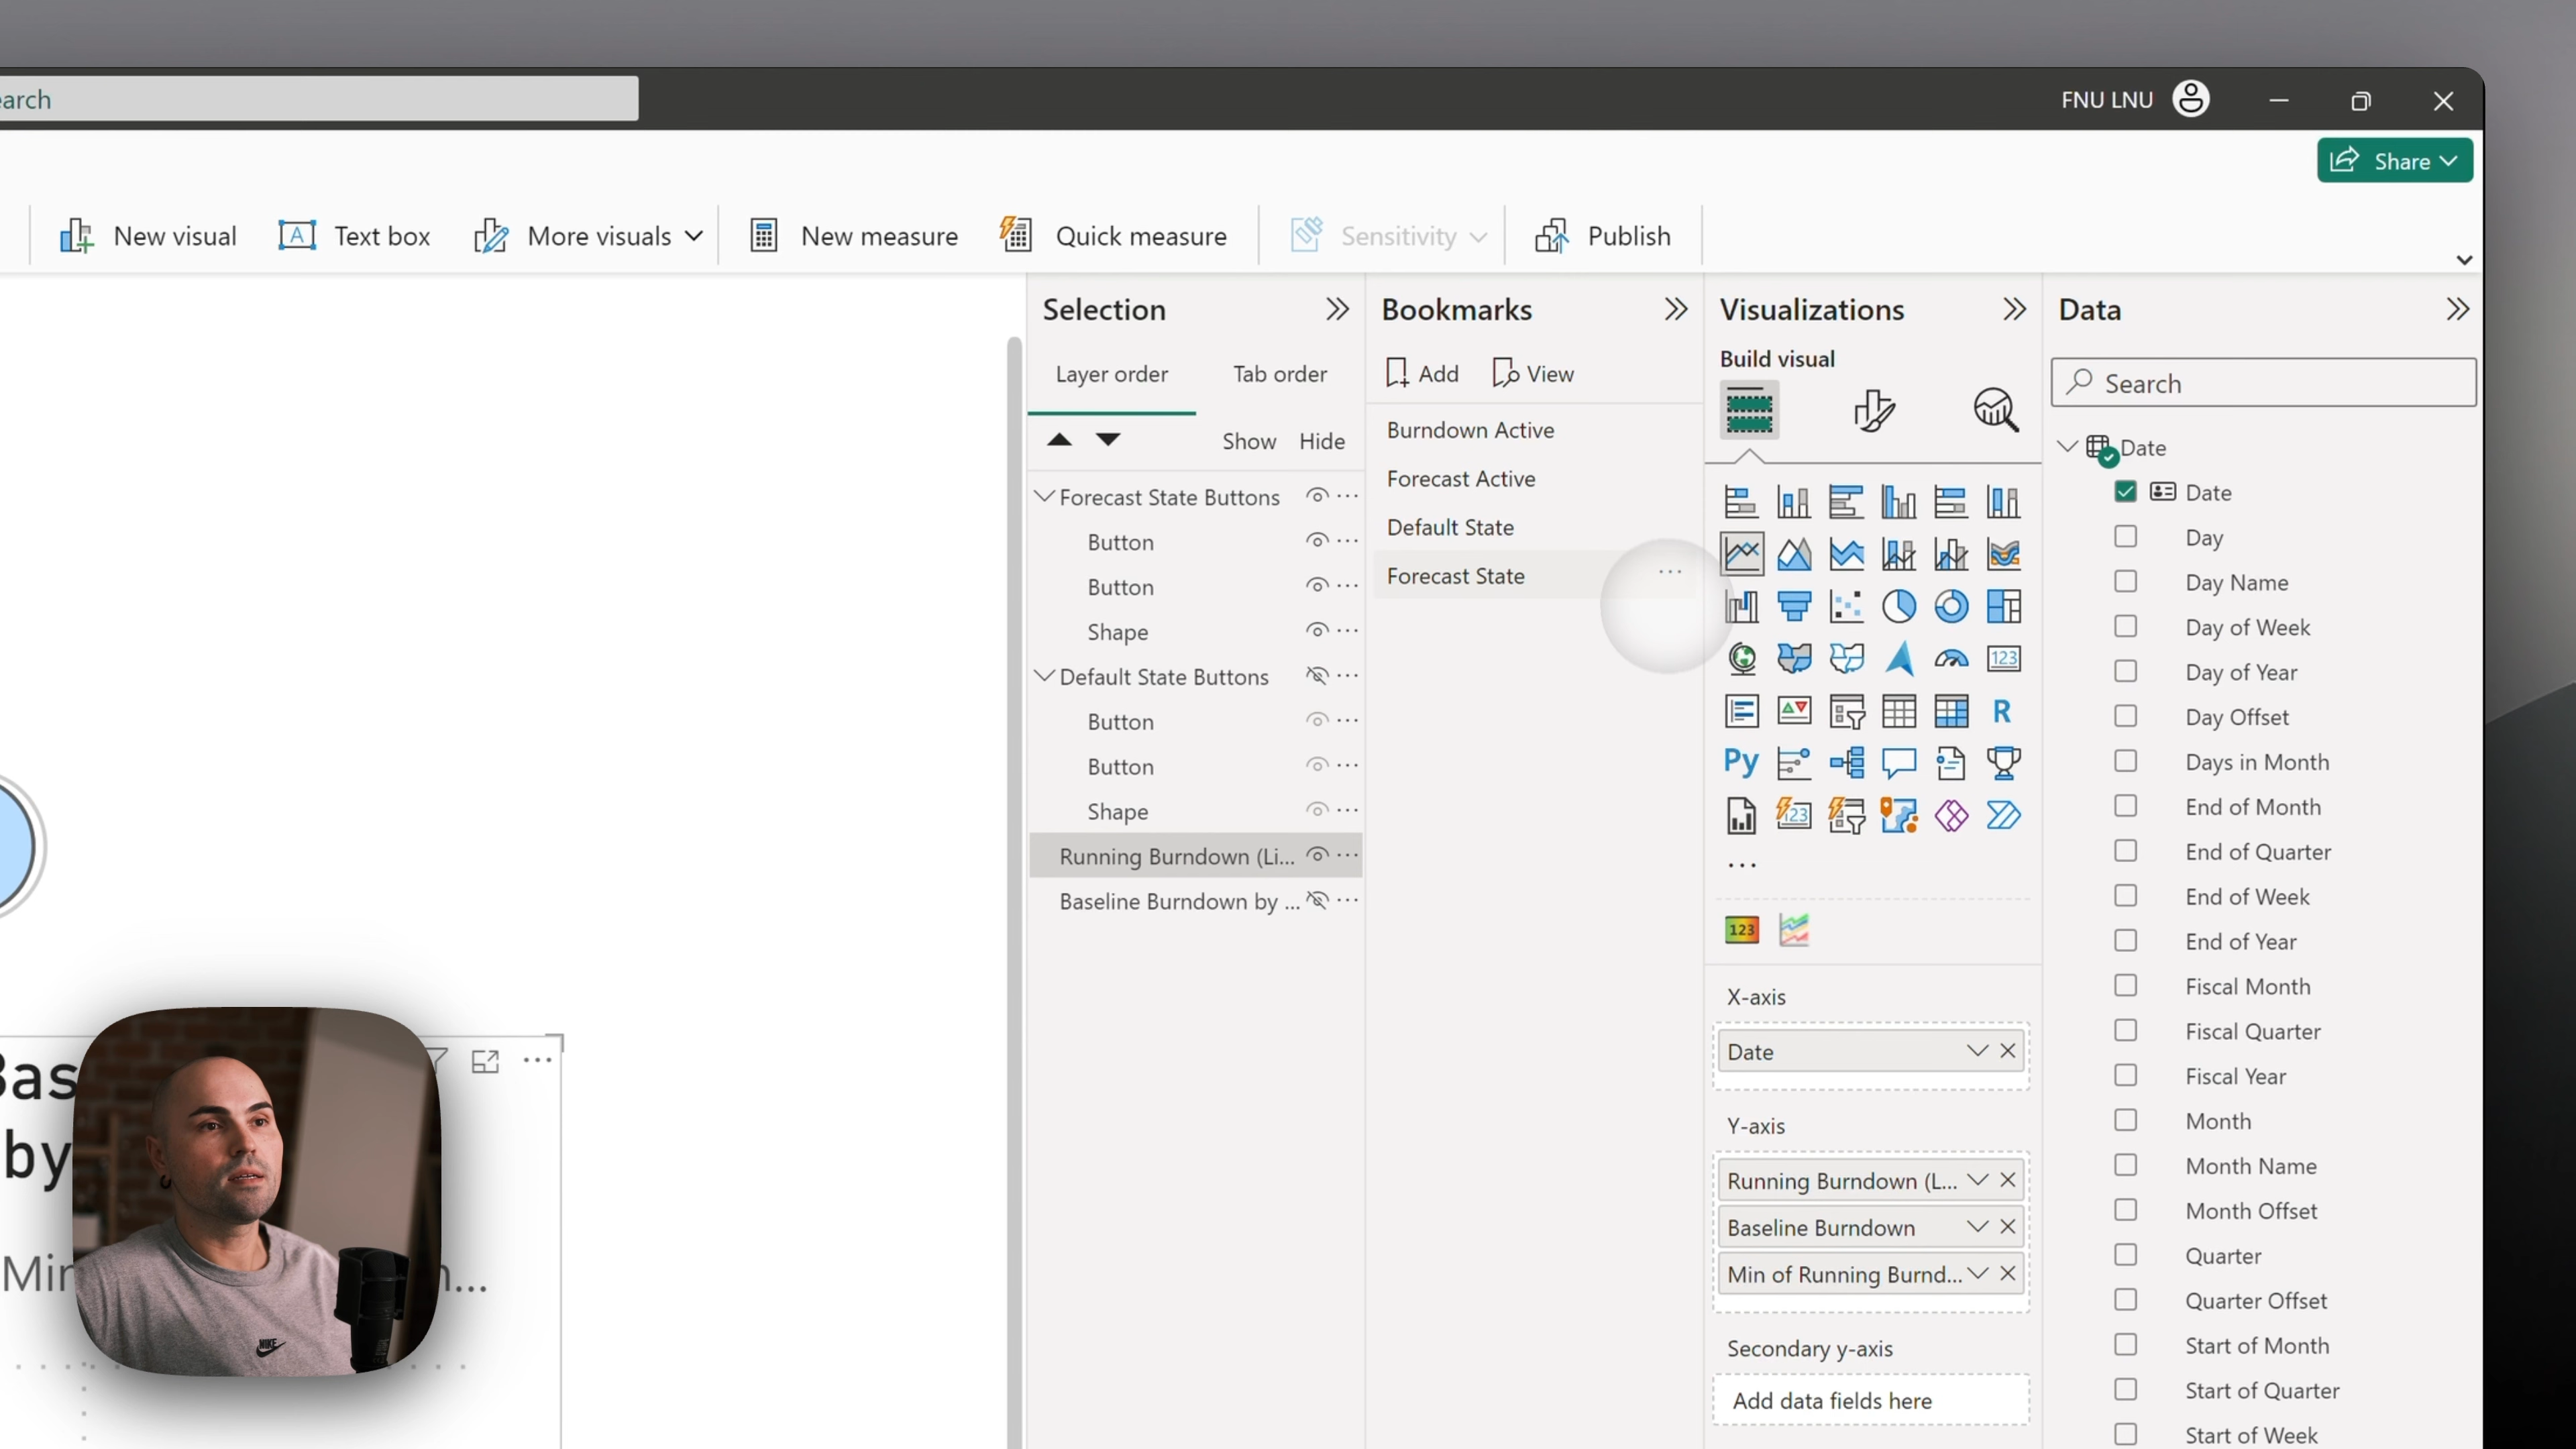 earch
FNU LNU
Share
New visual
Text box
More visuals
New measure
Quick measure
Sensitivity
Publish
Selection
Layer order
Tab order
Show
Hide
Forecast State Buttons
Button
Button
Shape
Default State Buttons
Button
Button
Shape
Running Burndown (Li...
Baseline Burndown by ...
Bookmarks
Add
View
Burndown Active
Forecast Active
Default State
Forecast State
Visualizations
Build visual
123
R
Py
123
123
X-axis
Date
Y-axis
Running Burndown (L...
Baseline Burndown
Min of Running Burnd...
Secondary y-axis
Add data fields here
Data
Search
Date
Date
Day
Day Name
Day of Week
Day of Year
Day Offset
Days in Month
End of Month
End of Quarter
End of Week
End of Year
Fiscal Month
Fiscal Quarter
Fiscal Year
Month
Month Name
Month Offset
Quarter
Quarter Offset
Start of Month
Start of Quarter
Start of Week
Bas
by
Min
n...
NIKE